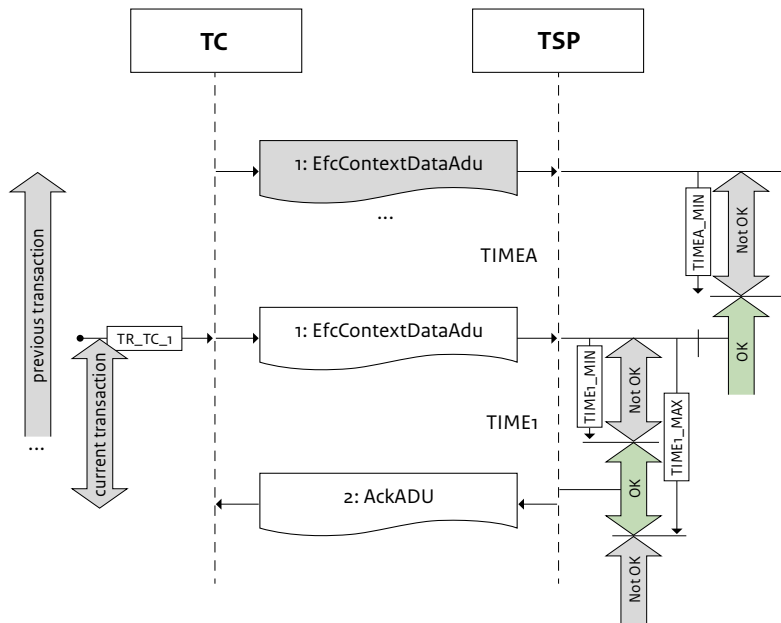 TC
TSP
1: EfcContextDataAdu
...
TIMEA
TIMEA_MIN
Not OK
previous transaction
...
TR_TC_1
1: EfcContextDataAdu
OK
current transaction
TIME1
TIME1_MIN
Not OK
TIME1_MAX
2: AckADU
OK
Not OK